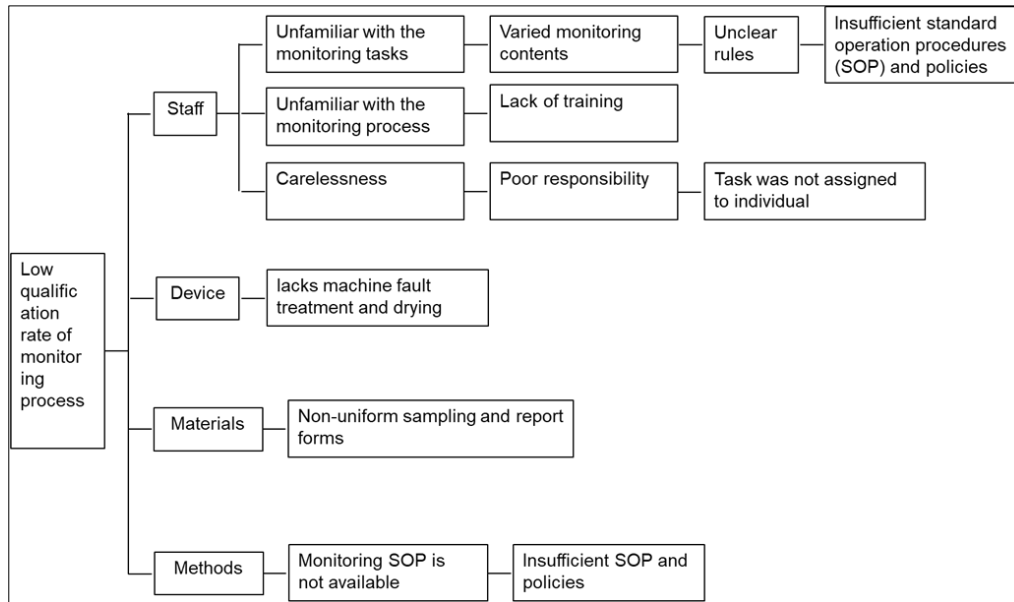 Unfamiliar with the
monitoring tasks
Varied monitoring
contents
Unclear
rules
Insufficient standard
operation procedures
(SOP) and policies
Staff
Unfamiliar with the
monitoring process
Lack of training
Carelessness
Poor responsibility
Task was not assigned
to individual
Low
qualific
ation
rate of
monitor
ing
process
Device
lacks machine fault
treatment and drying
Materials
Non-uniform sampling and report
forms
Methods
Monitoring SOP is
not available
Insufficient SOP and
policies